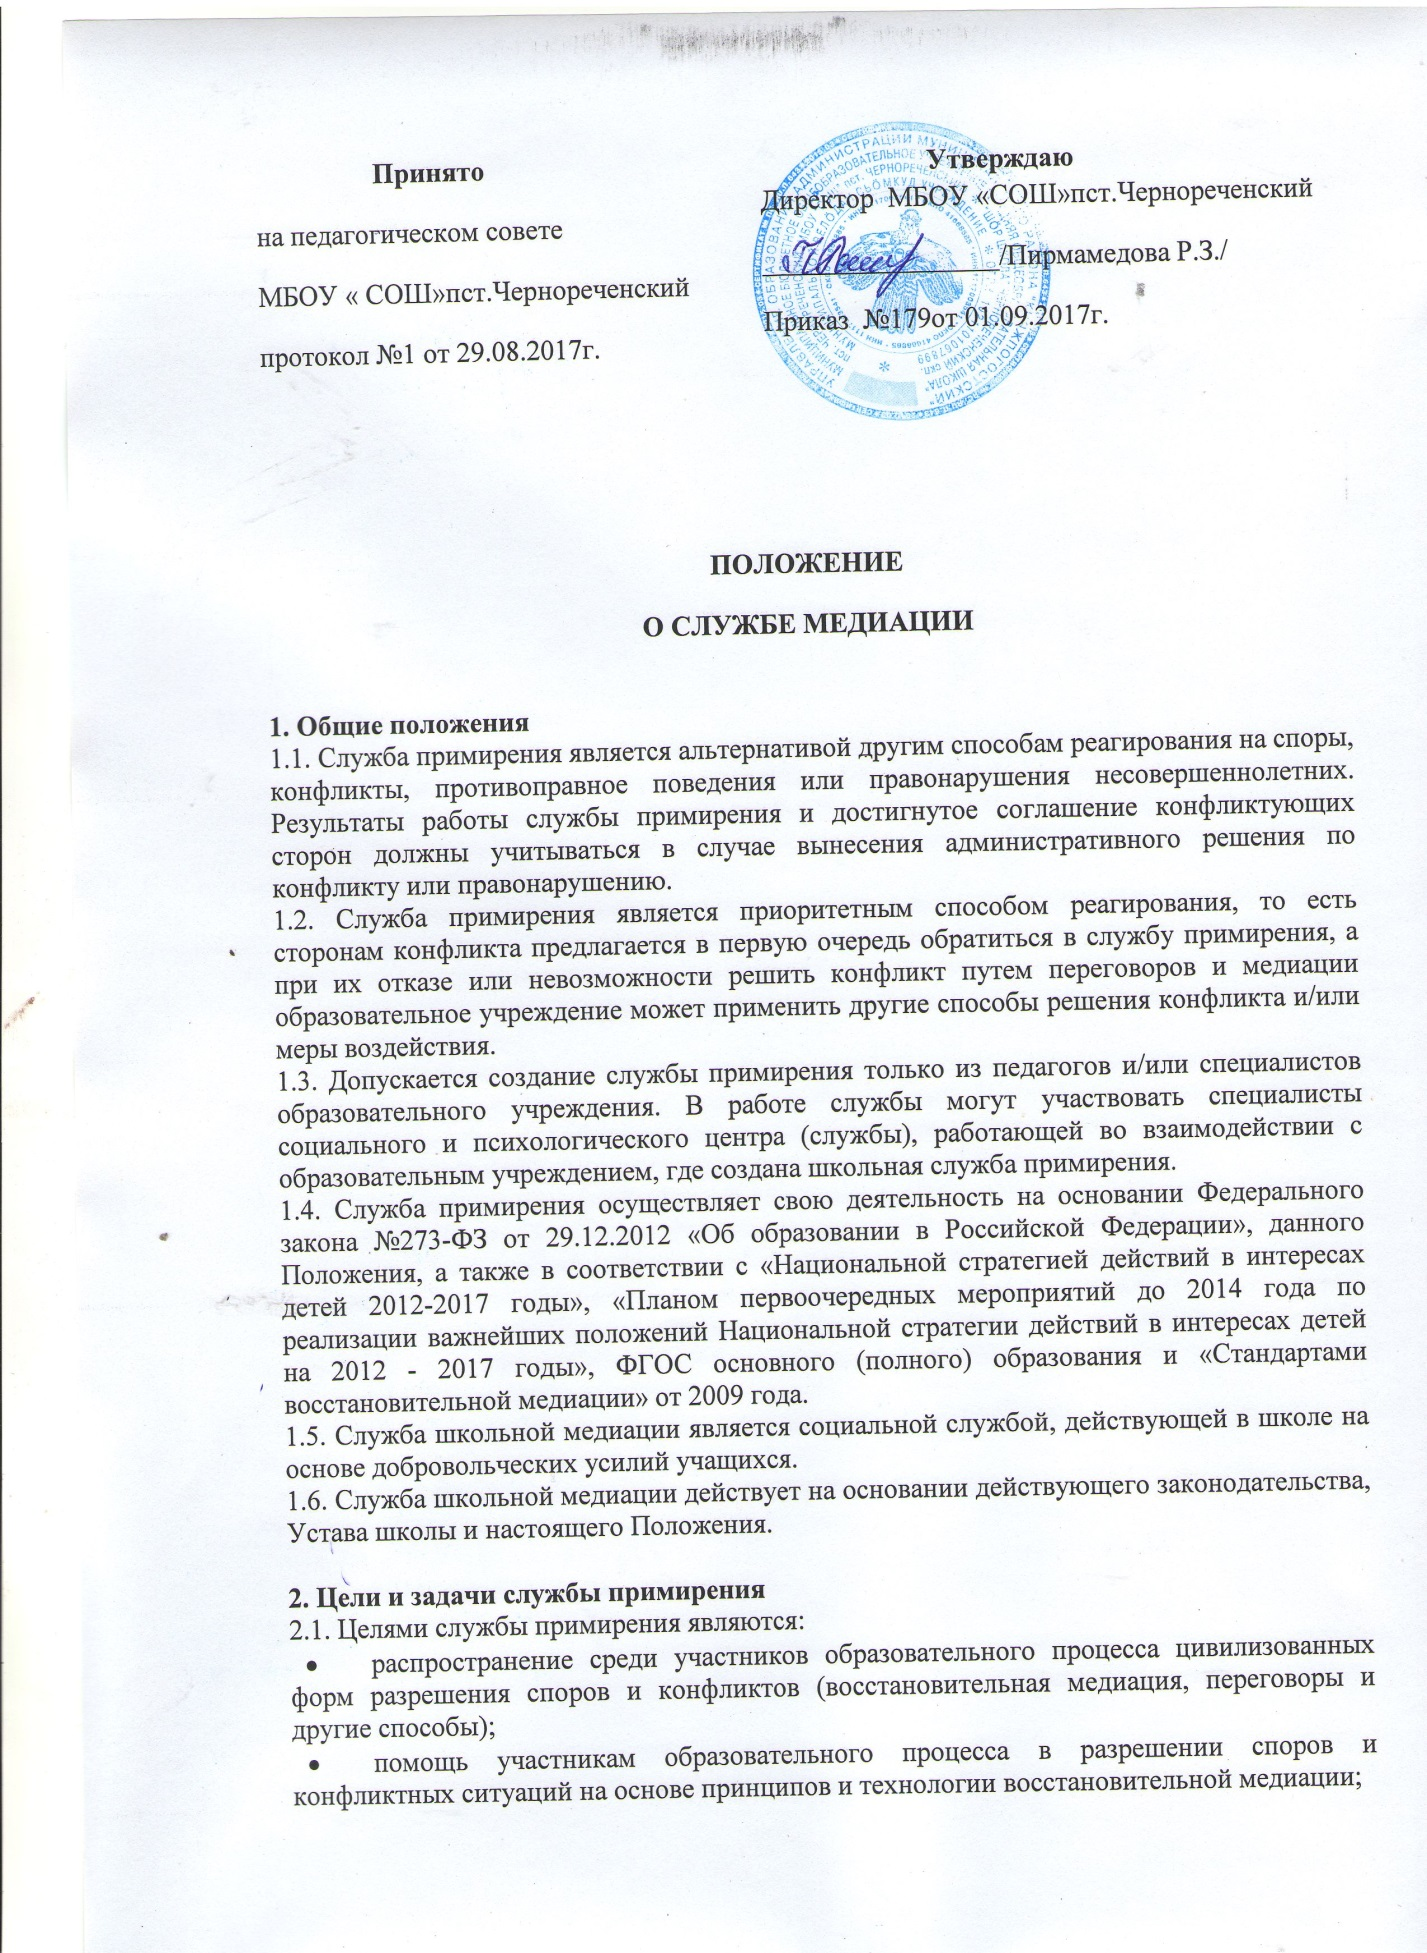 Принято
на педагогическом совете
МБОУ « СОШ»пст.Чернореченский
протокол №1 от 29.08.2017г.
Утверждаю
Директор МБОУ «СОШ»пст.Чернореченский
/Пирмамедова Р.З./
Приказ №179от 01.09.2017г.
ПОЛОЖЕНИЕ
О СЛУЖБЕ МЕДИАЦИИ
1. Общие положения
1.1. Служба примирения является альтернативой другим способам реагирования на споры,
конфликты, противоправное поведения или правонарушения несовершеннолетних.
Результаты работы службы примирения и достигнутое соглашение конфликтующих
сторон должны учитываться в случае вынесения административного решения по
конфликту или правонарушению.
1.2. Служба примирения является приоритетным способом реагирования, то есть
сторонам конфликта предлагается в первую очередь обратиться в службу примирения, а
при их отказе или невозможности решить конфликт путем переговоров и медиации
образовательное учреждение может применить другие способы решения конфликта и/или
меры воздействия.
1.3. Допускается создание службы примирения только из педагогов и/или специалистов
образовательного учреждения. В работе службы могут участвовать специалисты
социального и психологического центра (службы), работающей во взаимодействии с
образовательным учреждением, где создана школьная служба примирения.
1.4. Служба примирения осуществляет свою деятельность на основании Федерального
закона №273-ФЗ от 29.12.2012 «Об образовании в Российской Федерации», данного
Положения, а также в соответствии с «Национальной стратегией действий в интересах
детей 2012-2017 годы», «Планом первоочередных мероприятий до 2014 года по
реализации важнейших положений Национальной стратегии действий в интересах детей
на 2012 - 2017 годы», ФГОС основного (полного) образования и «Стандартами
восстановительной медиации» от 2009 года.
1.5. Служба школьной медиации является социальной службой, действующей в школе на
основе добровольческих усилий учащихся.
1.6. Служба школьной медиации действует на основании действующего законодательства,
Устава школы и настоящего Положения.
2. Цели и задачи службы примирения
2.1. Целями службы примирения являются:
• распространение среди участников образовательного процесса цивилизованных
форм разрешения споров и конфликтов (восстановительная медиация, переговоры и
другие способы);
• помощь участникам образовательного процесса в разрешении споров и
конфликтных ситуаций на основе принципов и технологии восстановительной медиации;